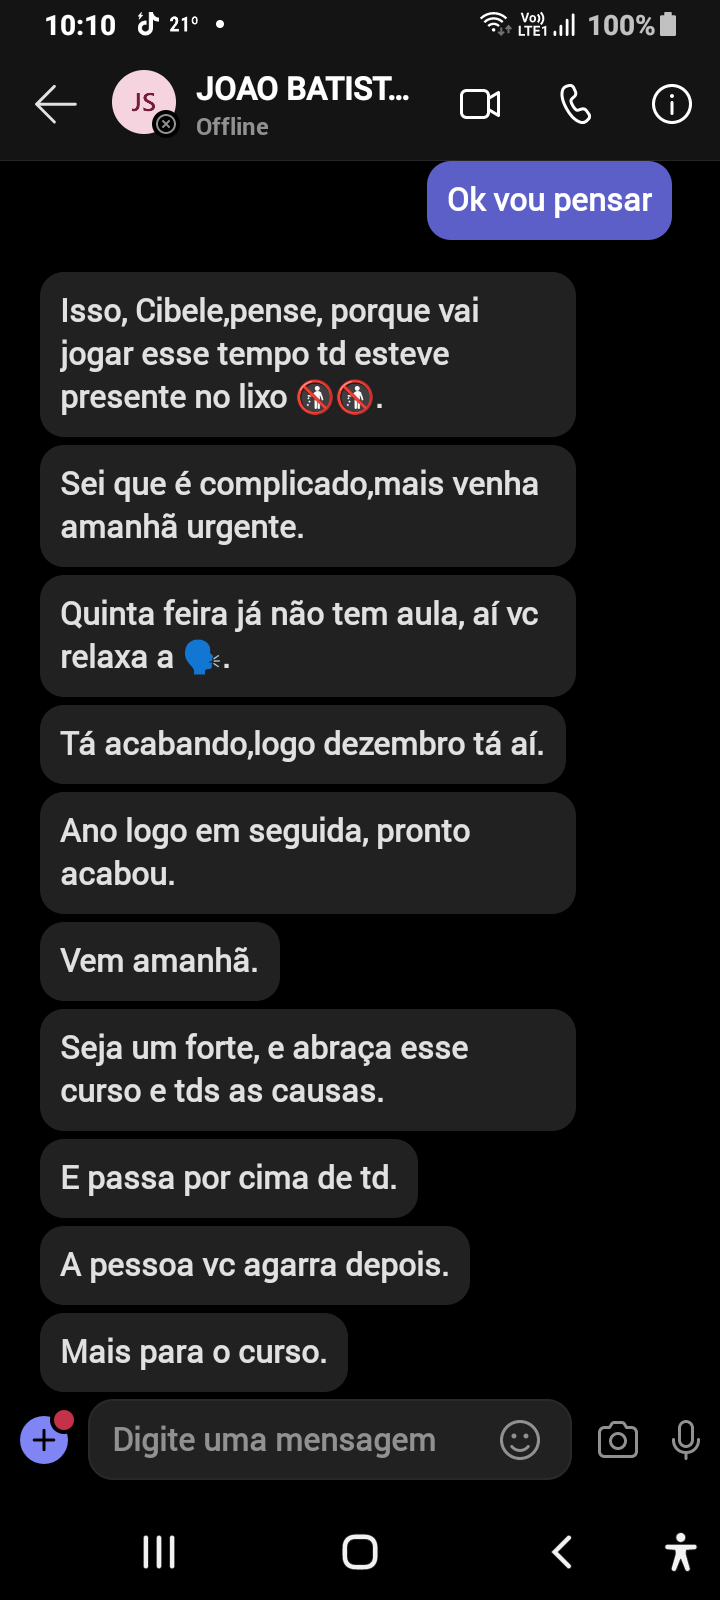 10:10 21° Vo)) LTE1 100%
JS JOAO BATIST...
Offline
Ok vou pensar
Isso, Cibele,pense, porque vai
jogar esse tempo td esteve
presente no lixo 🚯🚯.
Sei que é complicado,mais venha
amanhã urgente.
Quinta feira já não tem aula, aí vc
relaxa a 🗣.
Tá acabando,logo dezembro tá aí.
Ano logo em seguida, pronto
acabou.
Vem amanhã.
Seja um forte, e abraça esse
curso e tds as causas.
E passa por cima de td.
A pessoa vc agarra depois.
Mais para o curso.
Digite uma mensagem